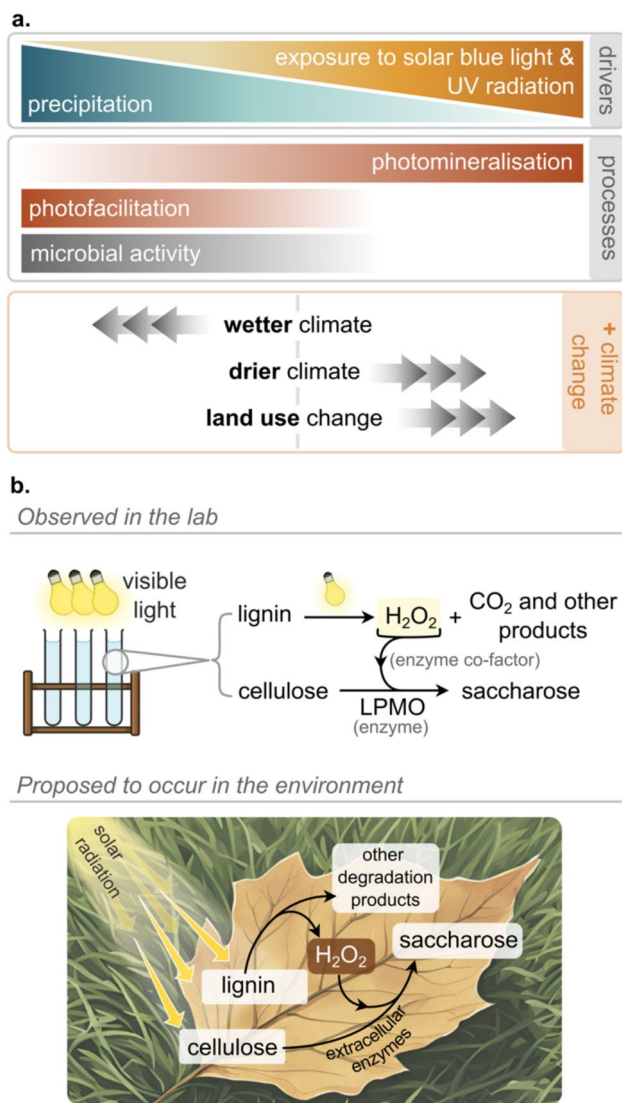 a.
exposure to solar blue light &
UV radiation
precipitation
drivers
photomineralisation
photofacilitation
microbial activity
processes
wetter climate
drier climate
land use change
+ climate
change
b.
Observed in the lab
visible
light
lignin
H₂O₂ + CO₂ and other
products
(enzyme co-factor)
cellulose
LPMO
(enzyme)
saccharose
Proposed to occur in the environment
solar
radiation
other
degradation
products
H₂O₂
saccharose
lignin
cellulose
extracellular
enzymes